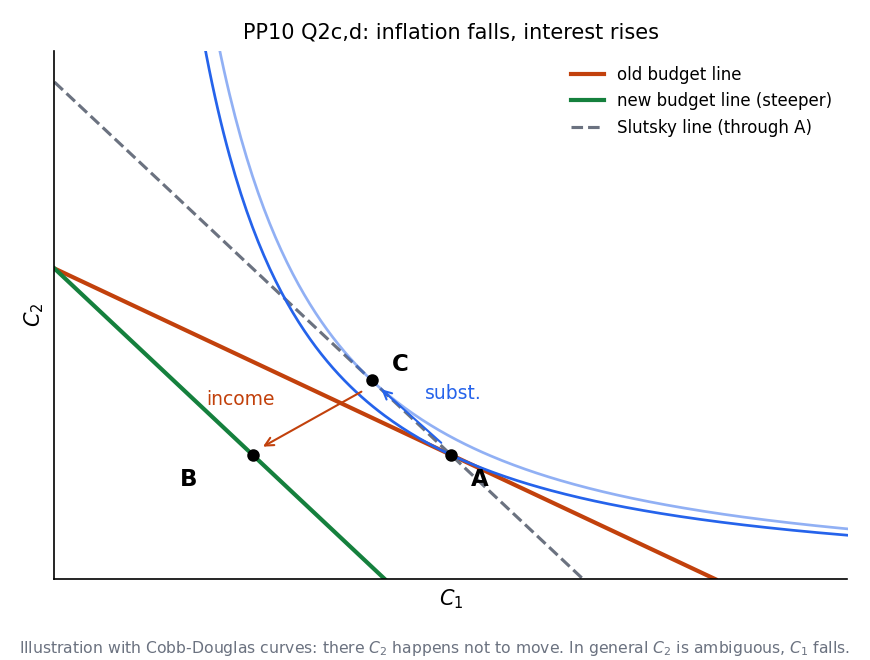 PP10 Q2c,d: inflation falls, interest rises
old budget line
new budget line (steeper)
Slutsky line (through A)
C₂
C
subst.
income
B
A
C₁
Illustration with Cobb-Douglas curves: there C₂ happens not to move. In general C₂ is ambiguous, C₁ falls.